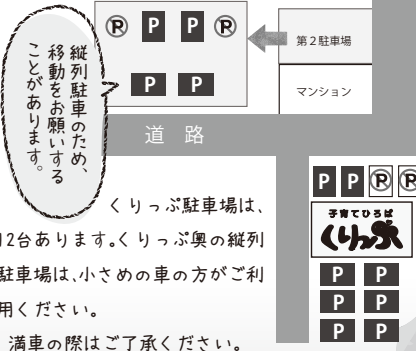 縦列駐車のため、
移動をお願いする
ことがあります。
P P P P
P P
第2駐車場
マンション
道 路
P P P P
子育てひろば
くりっぷ
P P
P P
P P
くりっぷ駐車場は、
12台あります。くりっぷ奥の縦列
駐車場は、小さめの車の方がご利
用ください。
満車の際はご了承ください。